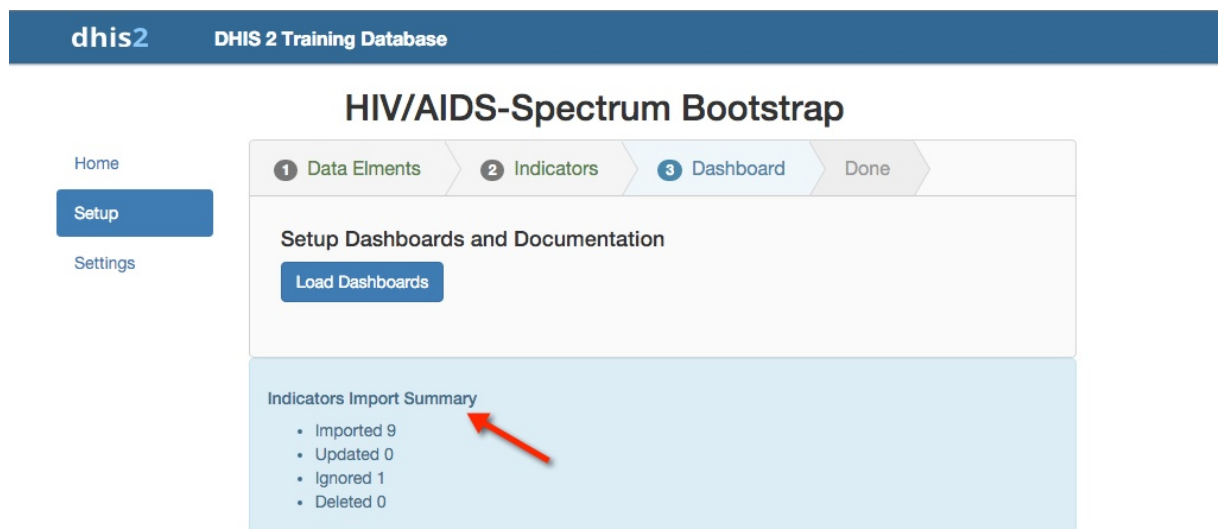 dhis2 DHIS 2 Training Database
HIV/AIDS-Spectrum Bootstrap
Home
Setup
Settings
1 Data Elments 2 Indicators 3 Dashboard Done
Setup Dashboards and Documentation
Load Dashboards
Indicators Import Summary
• Imported 9
• Updated 0
• Ignored 1
• Deleted 0